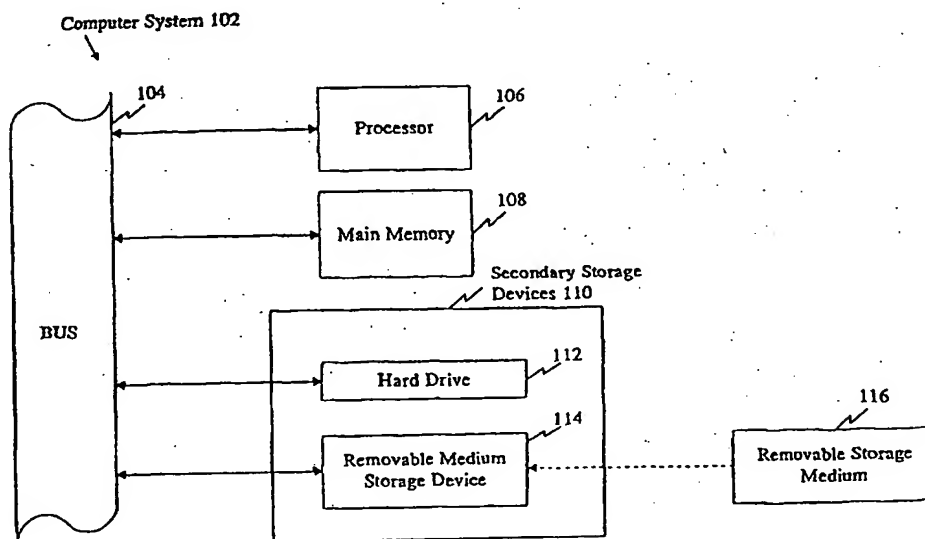 Computer System 102
104
106
Processor
108
Main Memory
Secondary Storage
Devices 110
BUS
112
Hard Drive
114
116
Removable Medium
Storage Device
Removable Storage
Medium